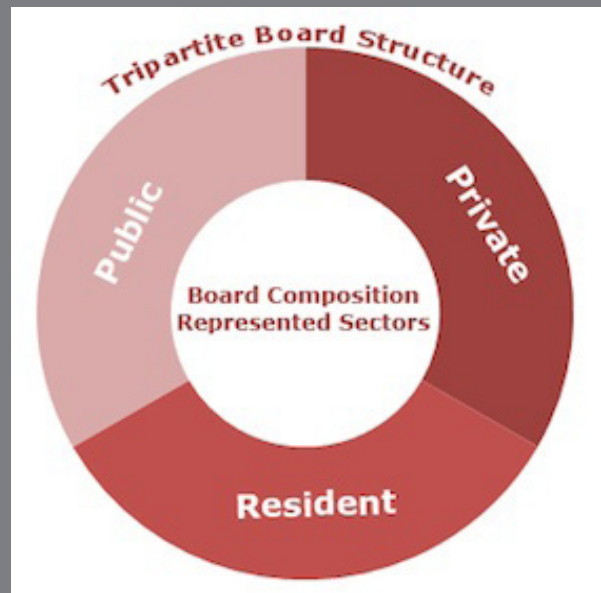 Tripartite Board Structure
Public
Private
Board Composition
Represented Sectors
Resident